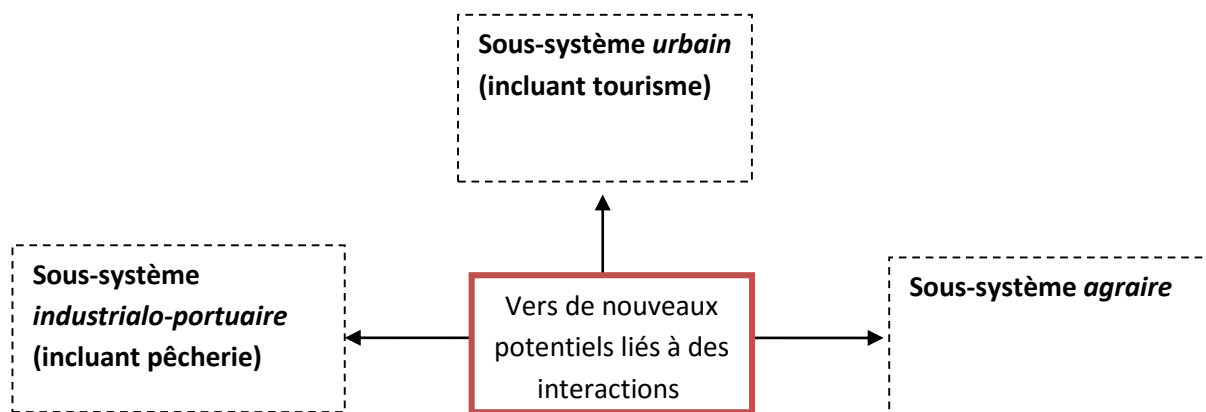 Sous-système urbain
(incluant tourisme)
Sous-système
industrialo-portuaire
(incluant pêcherie)
Vers de nouveaux
potentiels liés à des
interactions
Sous-système agraire